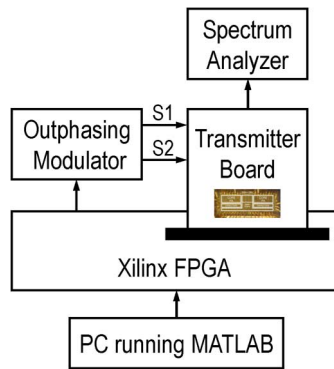 Spectrum
Analyzer
S1
Outphasing
Modulator
S2
Transmitter
Board
Xilinx FPGA
PC running MATLAB